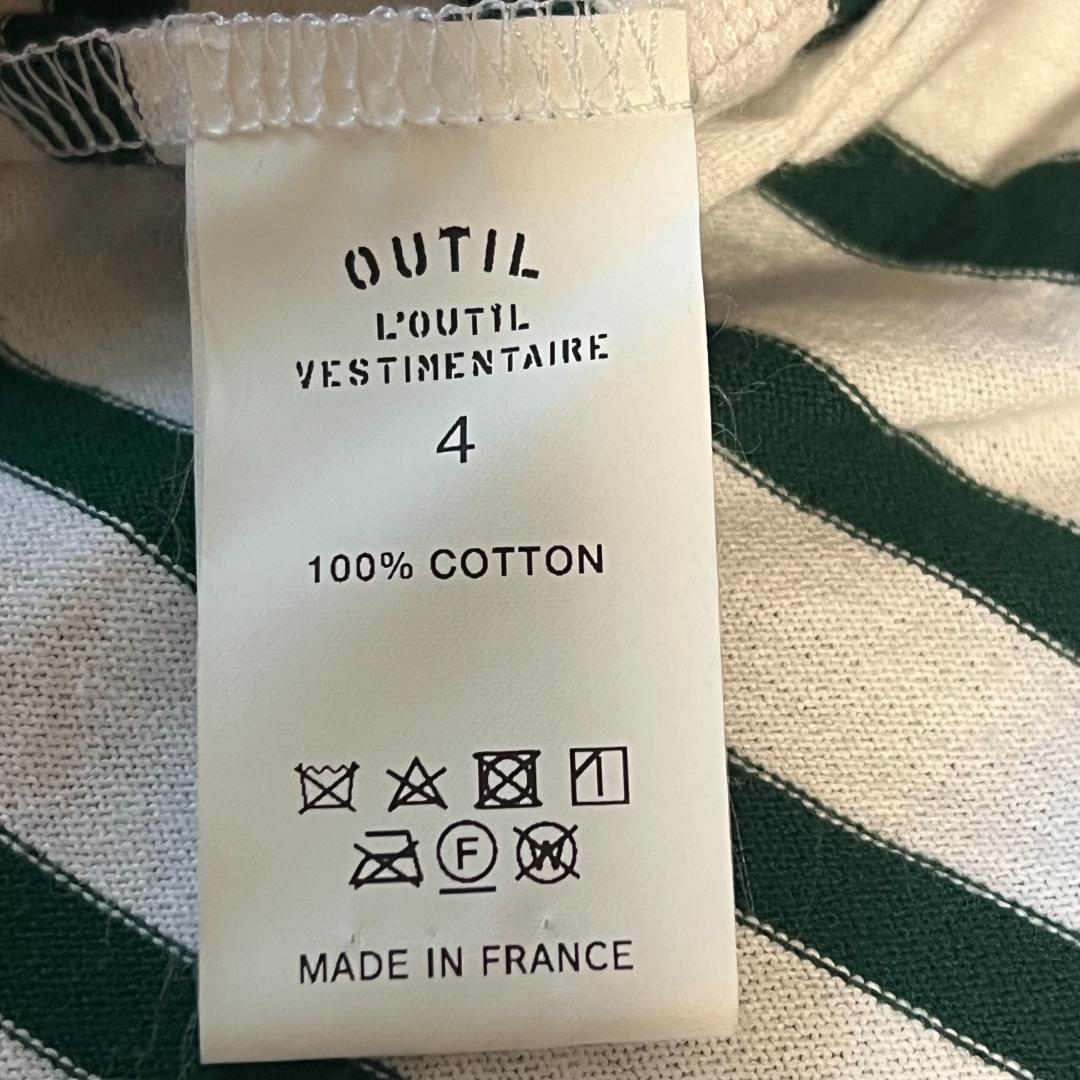 OUTIL
L'OUTIL
VESTIMENTAIRE
4
100% COTTON
F W
MADE IN FRANCE